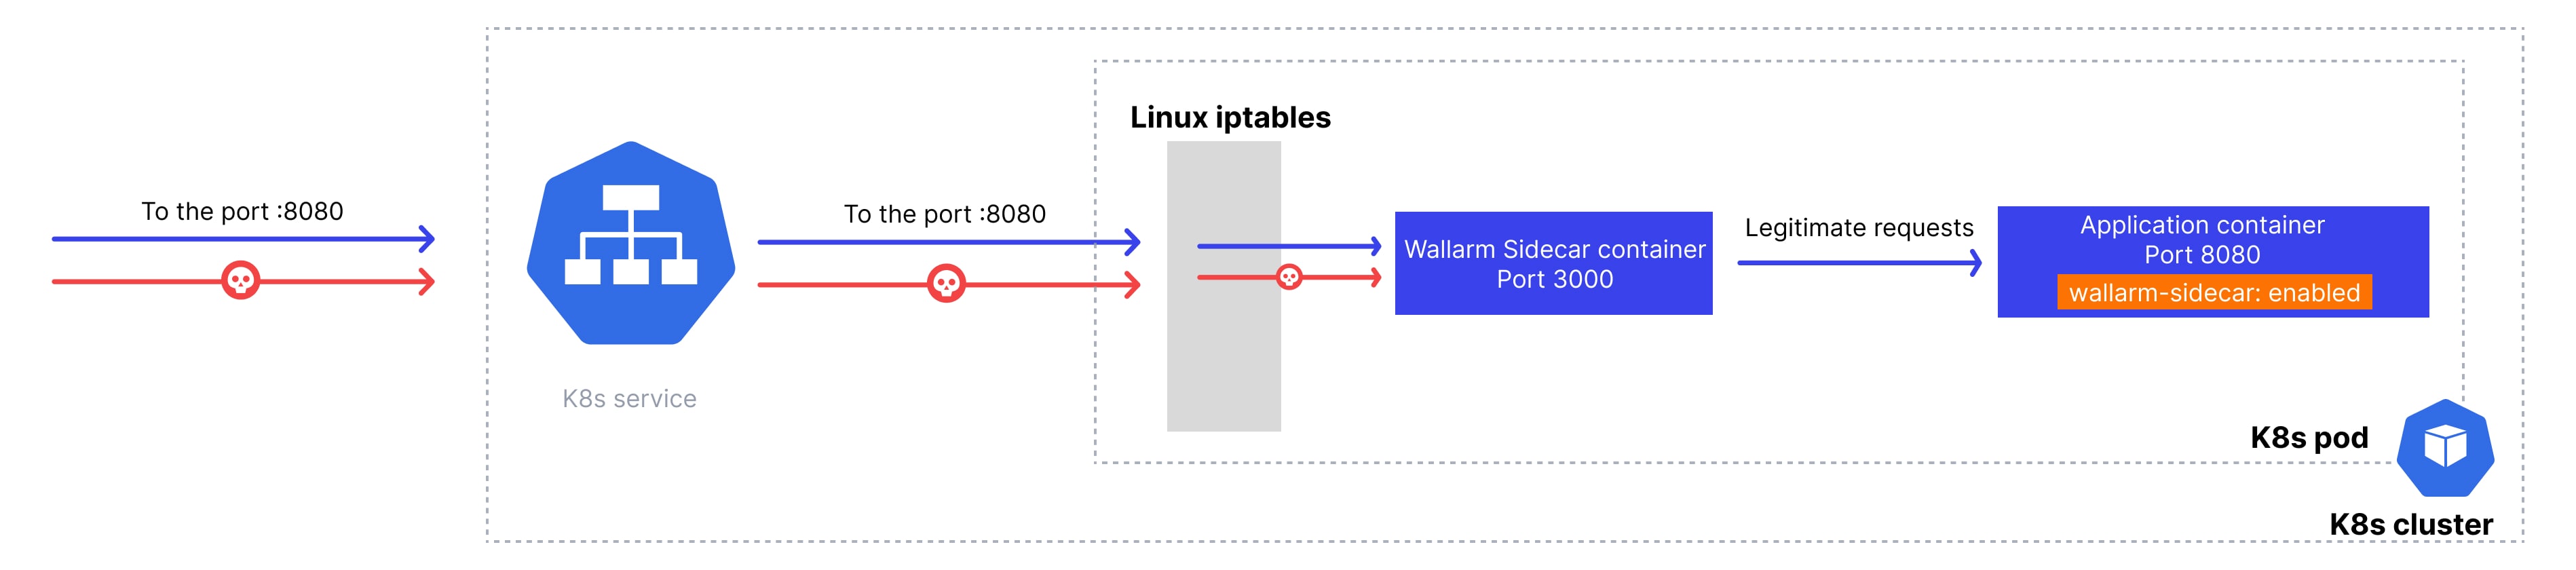 To the port :8080
K8s service
To the port :8080
Linux iptables
Wallarm Sidecar container
Port 3000
Legitimate requests
Application container
Port 8080
wallarm-sidecar: enabled
K8s pod
K8s cluster